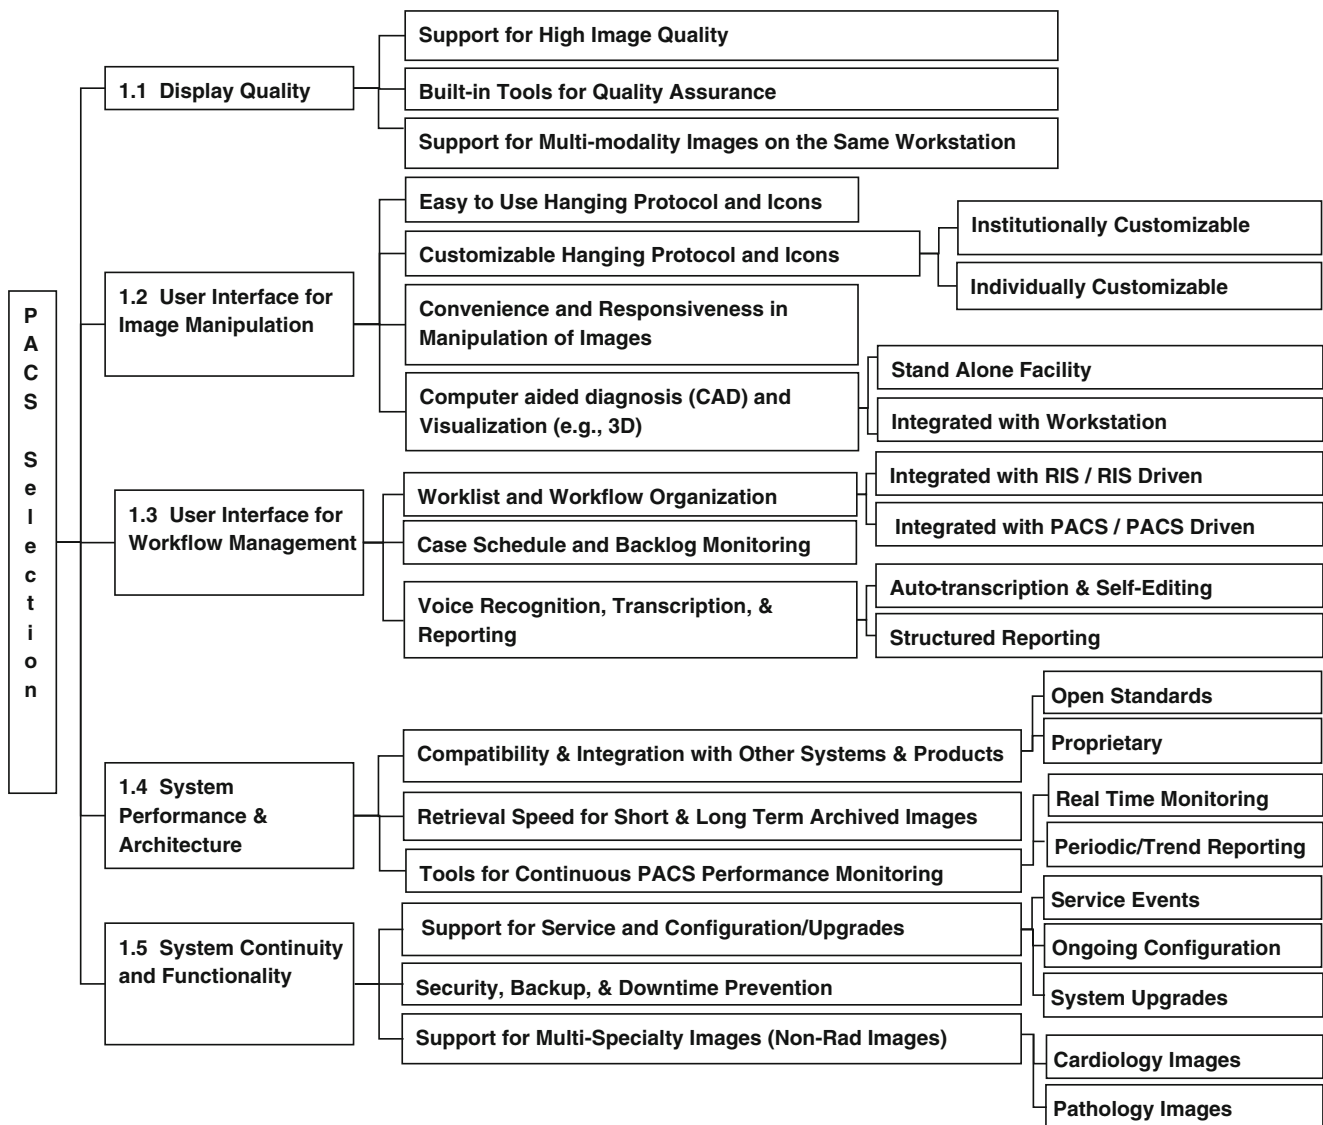 PACS Selection
1.1 Display Quality
Support for High Image Quality
Built-in Tools for Quality Assurance
Support for Multi-modality Images on the Same Workstation
1.2 User Interface for
Image Manipulation
Easy to Use Hanging Protocol and Icons
Customizable Hanging Protocol and Icons
Institutionally Customizable
Individually Customizable
Convenience and Responsiveness in
Manipulation of Images
Computer aided diagnosis (CAD) and
Visualization (e.g., 3D)
Stand Alone Facility
Integrated with Workstation
1.3 User Interface for
Workflow Management
Worklist and Workflow Organization
Integrated with RIS / RIS Driven
Integrated with PACS / PACS Driven
Case Schedule and Backlog Monitoring
Voice Recognition, Transcription, &
Reporting
Auto-transcription & Self-Editing
Structured Reporting
1.4 System
Performance &
Architecture
Compatibility & Integration with Other Systems & Products
Open Standards
Proprietary
Retrieval Speed for Short & Long Term Archived Images
Tools for Continuous PACS Performance Monitoring
Real Time Monitoring
Periodic/Trend Reporting
1.5 System Continuity
and Functionality
Support for Service and Configuration/Upgrades
Service Events
Ongoing Configuration
System Upgrades
Security, Backup, & Downtime Prevention
Support for Multi-Specialty Images (Non-Rad Images)
Cardiology Images
Pathology Images